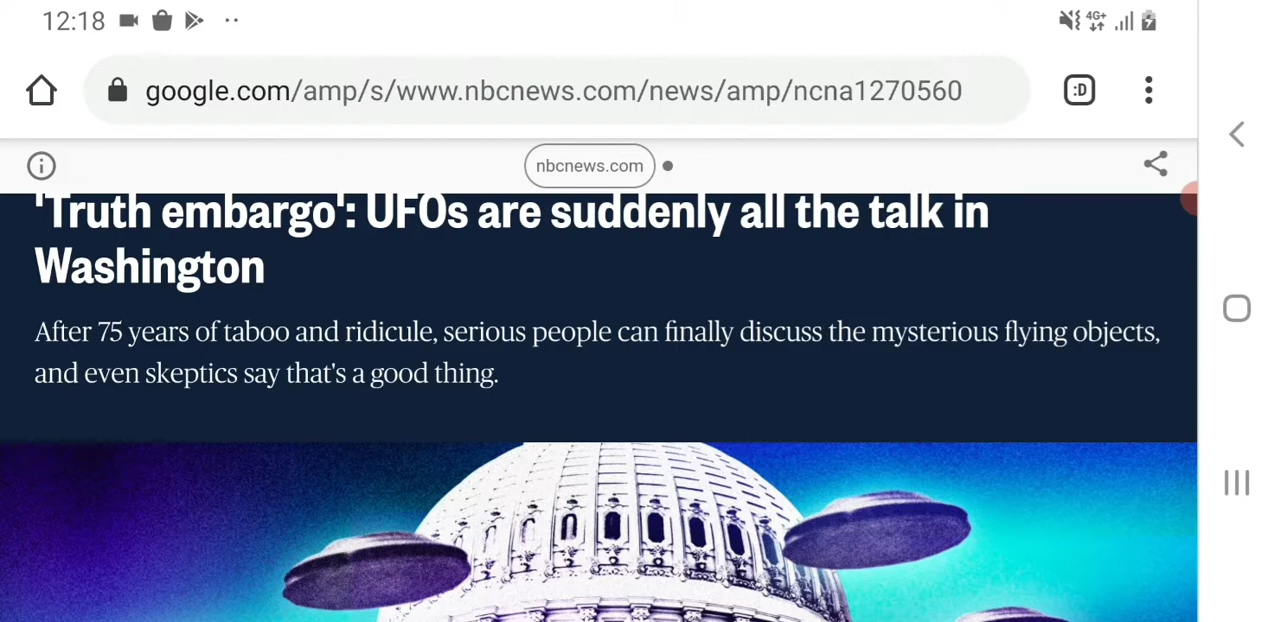 12:18
4G+
google.com/amp/s/www.nbcnews.com/news/amp/ncna1270560
:D
nbcnews.com
'Truth embargo': UFOs are suddenly all the talk in
Washington
After 75 years of taboo and ridicule, serious people can finally discuss the mysterious flying objects,
and even skeptics say that's a good thing.